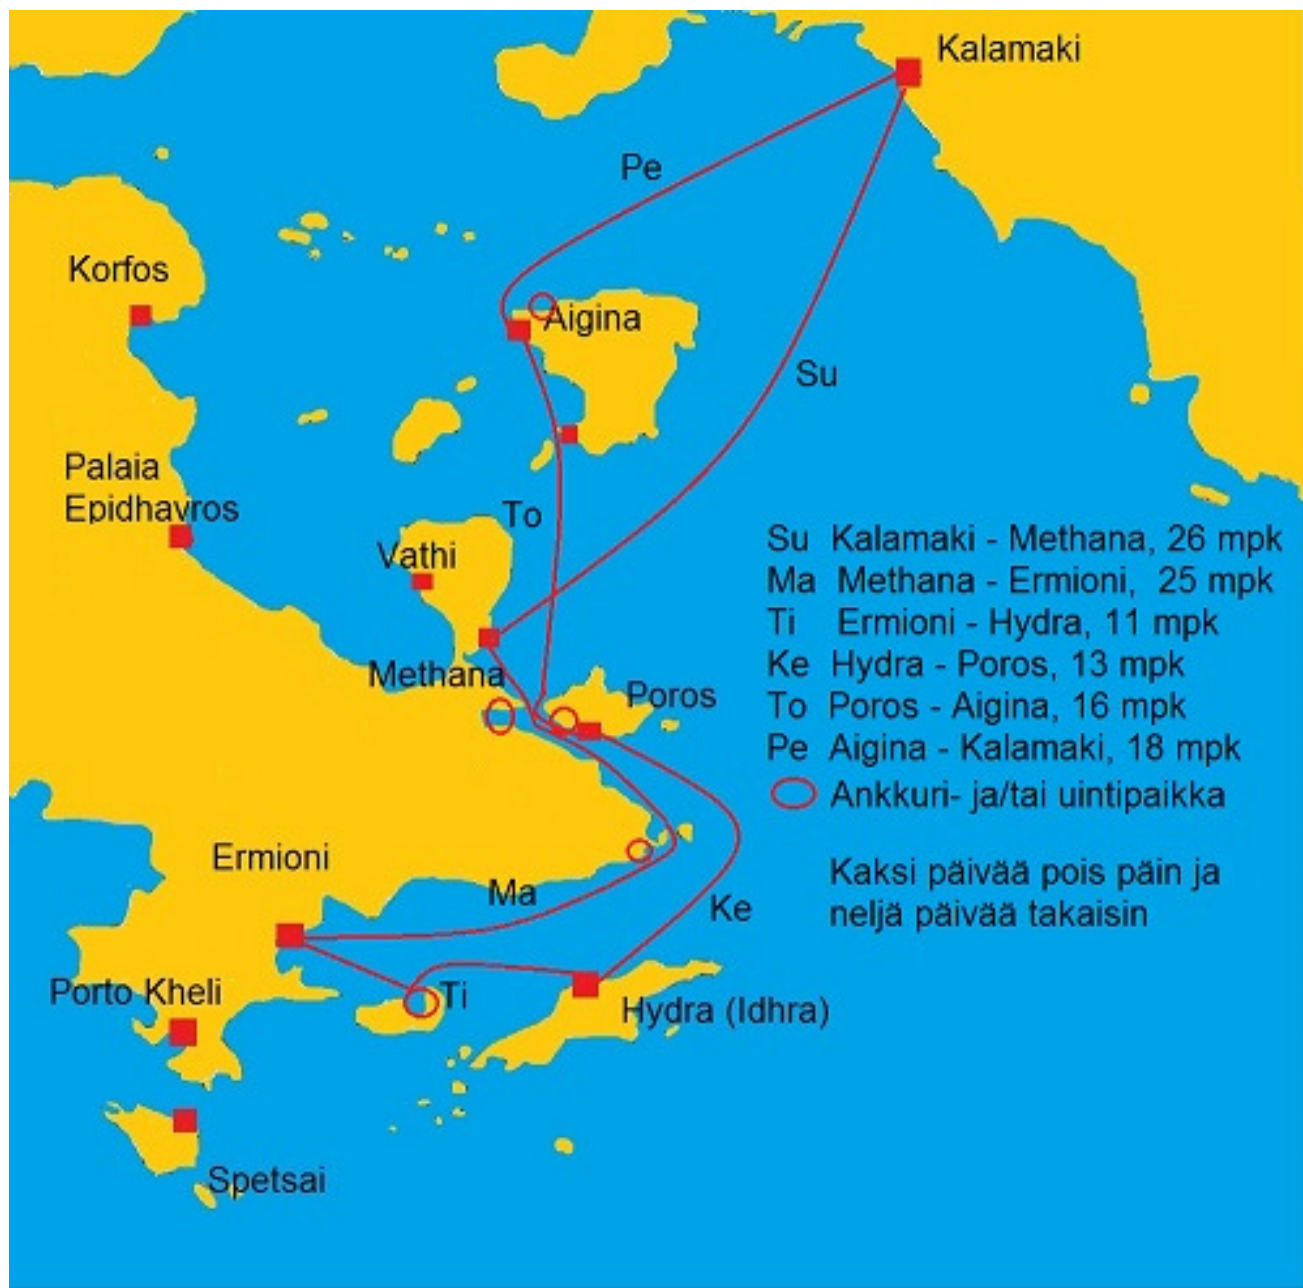 Kalamaki
Pe
Korfos
Aigina
Su
Palaia
Epidhavros
To
Vathi
Methana
Poros
Su Kalamaki - Methana, 26 mpk
Ma Methana - Ermioni, 25 mpk
Ti Ermioni - Hydra, 11 mpk
Ke Hydra - Poros, 13 mpk
To Poros - Aigina, 16 mpk
Pe Aigina - Kalamaki, 18 mpk
Ankkuri- ja/tai uintipaikka
Kaksi päivää pois päin ja
neljä päivää takaisin
Ermioni
Ma
Ke
Porto Kheli
Ti
Hydra (Idhra)
Spetsai